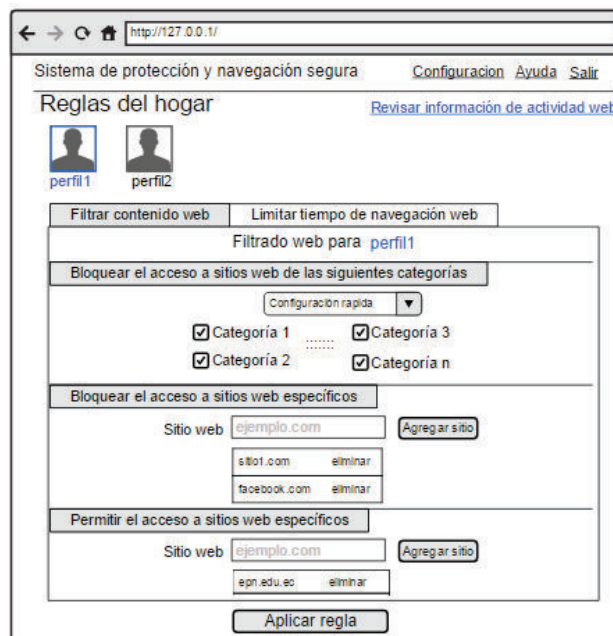 http://127.0.0.1/
Sistema de protección y navegación segura Configuracion Ayuda Salir
Reglas del hogar
Revisar información de actividad web
perfil1 perfil2
Filtrar contenido web Limitar tiempo de navegación web
Filtrado web para perfil1
Bloquear el acceso a sitios web de las siguientes categorías
Configuración rapida
Categoría 1 ....... Categoría 3
Categoría 2 Categoría n
Bloquear el acceso a sitios web específicos
Sitio web ejemplo.com Agregar sitio
sitio1.com eliminar
facebook.com eliminar
Permitir el acceso a sitios web específicos
Sitio web ejemplo.com Agregar sitio
epn.edu.ec eliminar
Aplicar regla